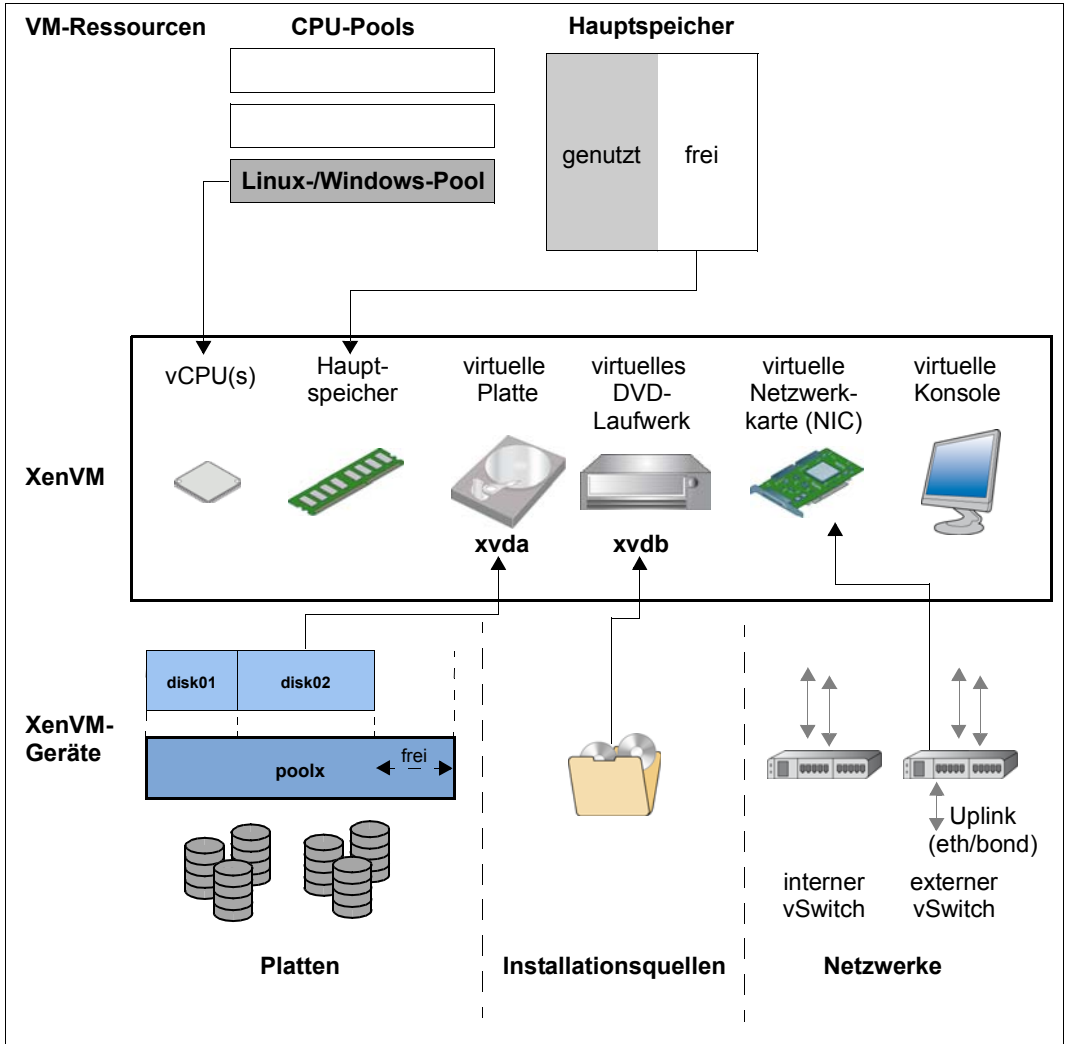 VM-Ressourcen
CPU-Pools
Hauptspeicher
genutzt
frei
Linux-/Windows-Pool
XenVM
vCPU(s)
Haupt-
speicher
virtuelle
Platte
virtuelles
DVD-
Laufwerk
virtuelle
Netzwerk-
karte (NIC)
virtuelle
Konsole
xvda
xvdb
XenVM-
Geräte
disk01
disk02
poolx
frei
Uplink
(eth/bond)
interner
vSwitch
externer
vSwitch
Platten
Installationsquellen
Netzwerke